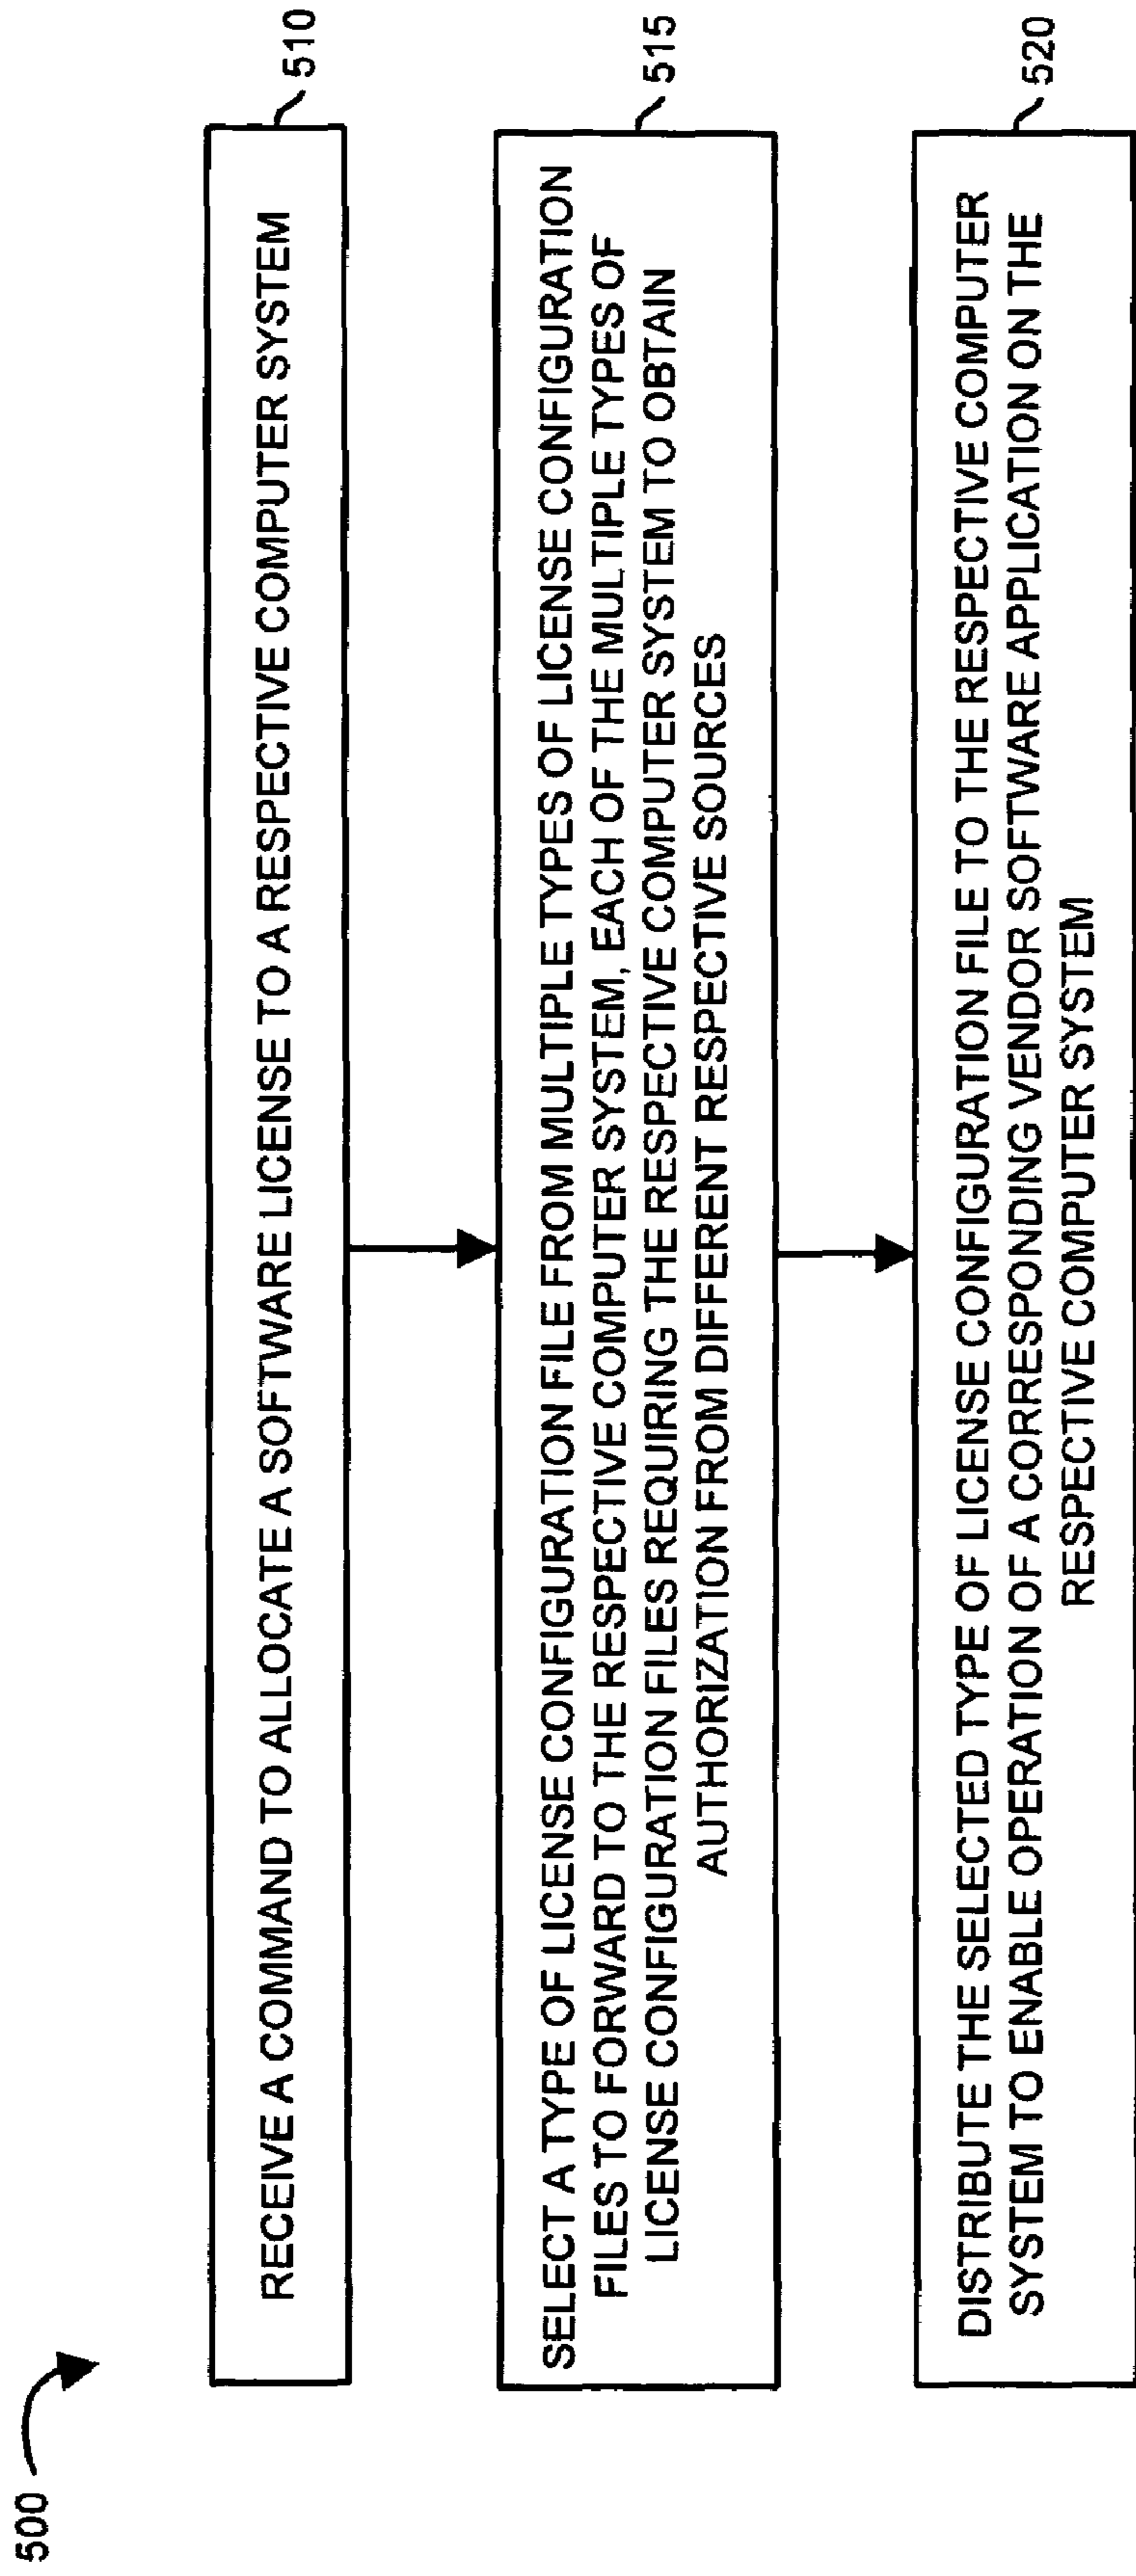 500
RECEIVE A COMMAND TO ALLOCATE A SOFTWARE LICENSE TO A RESPECTIVE COMPUTER SYSTEM
510
SELECT A TYPE OF LICENSE CONFIGURATION FILE FROM MULTIPLE TYPES OF LICENSE CONFIGURATION
FILES TO FORWARD TO THE RESPECTIVE COMPUTER SYSTEM, EACH OF THE MULTIPLE TYPES OF
LICENSE CONFIGURATION FILES REQUIRING THE RESPECTIVE COMPUTER SYSTEM TO OBTAIN
AUTHORIZATION FROM DIFFERENT RESPECTIVE SOURCES
515
DISTRIBUTE THE SELECTED TYPE OF LICENSE CONFIGURATION FILE TO THE RESPECTIVE COMPUTER
SYSTEM TO ENABLE OPERATION OF A CORRESPONDING VENDOR SOFTWARE APPLICATION ON THE
RESPECTIVE COMPUTER SYSTEM
520